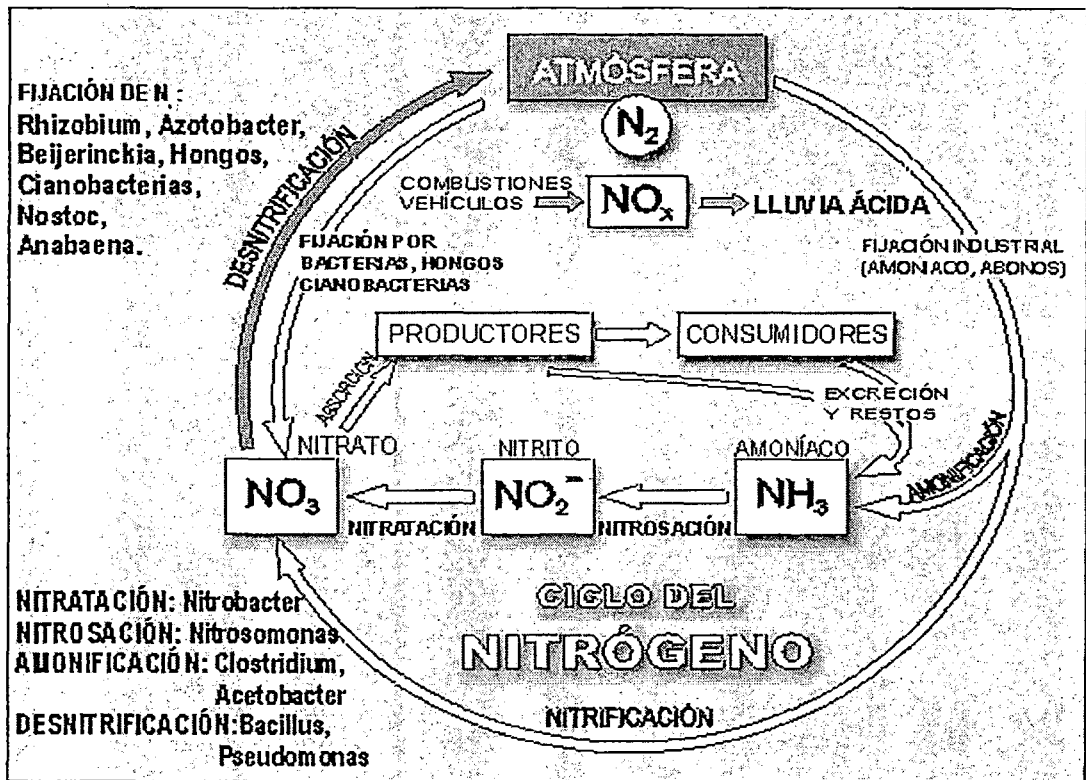 ATMÓSFERA
N2
FIJACIÓN DE N :
Rhizobium, Azotobacter,
Beijerinckia, Hongos,
Cianobacterias,
Nostoc,
Anabaena.
DESNITRIFICACIÓN
COMBUSTIONES
VEHÍCULOS
NOx
LLUVIA ÁCIDA
FIJACIÓN POR
BACTERIAS, HONGOS
CIANOBACTERIAS
FIJACIÓN INDUSTRIAL
(AMONIACO, ABONOS)
PRODUCTORES
CONSUMIDORES
ABSORCIÓN
EXCRECIÓN
Y RESTOS
AMONIFICACIÓN
NITRATO
NITRITO
AMONÍACO
NO3
NO2−
NH3
NITRATACIÓN
NITROSACIÓN
CICLO DEL
NITRÓGENO
NITRATACIÓN: Nitrobacter
NITROSACIÓN: Nitrosomonas
AMONIFICACIÓN: Clostridium,
Acetobacter
DESNITRIFICACIÓN:Bacillus,
Pseudomonas
NITRIFICACIÓN